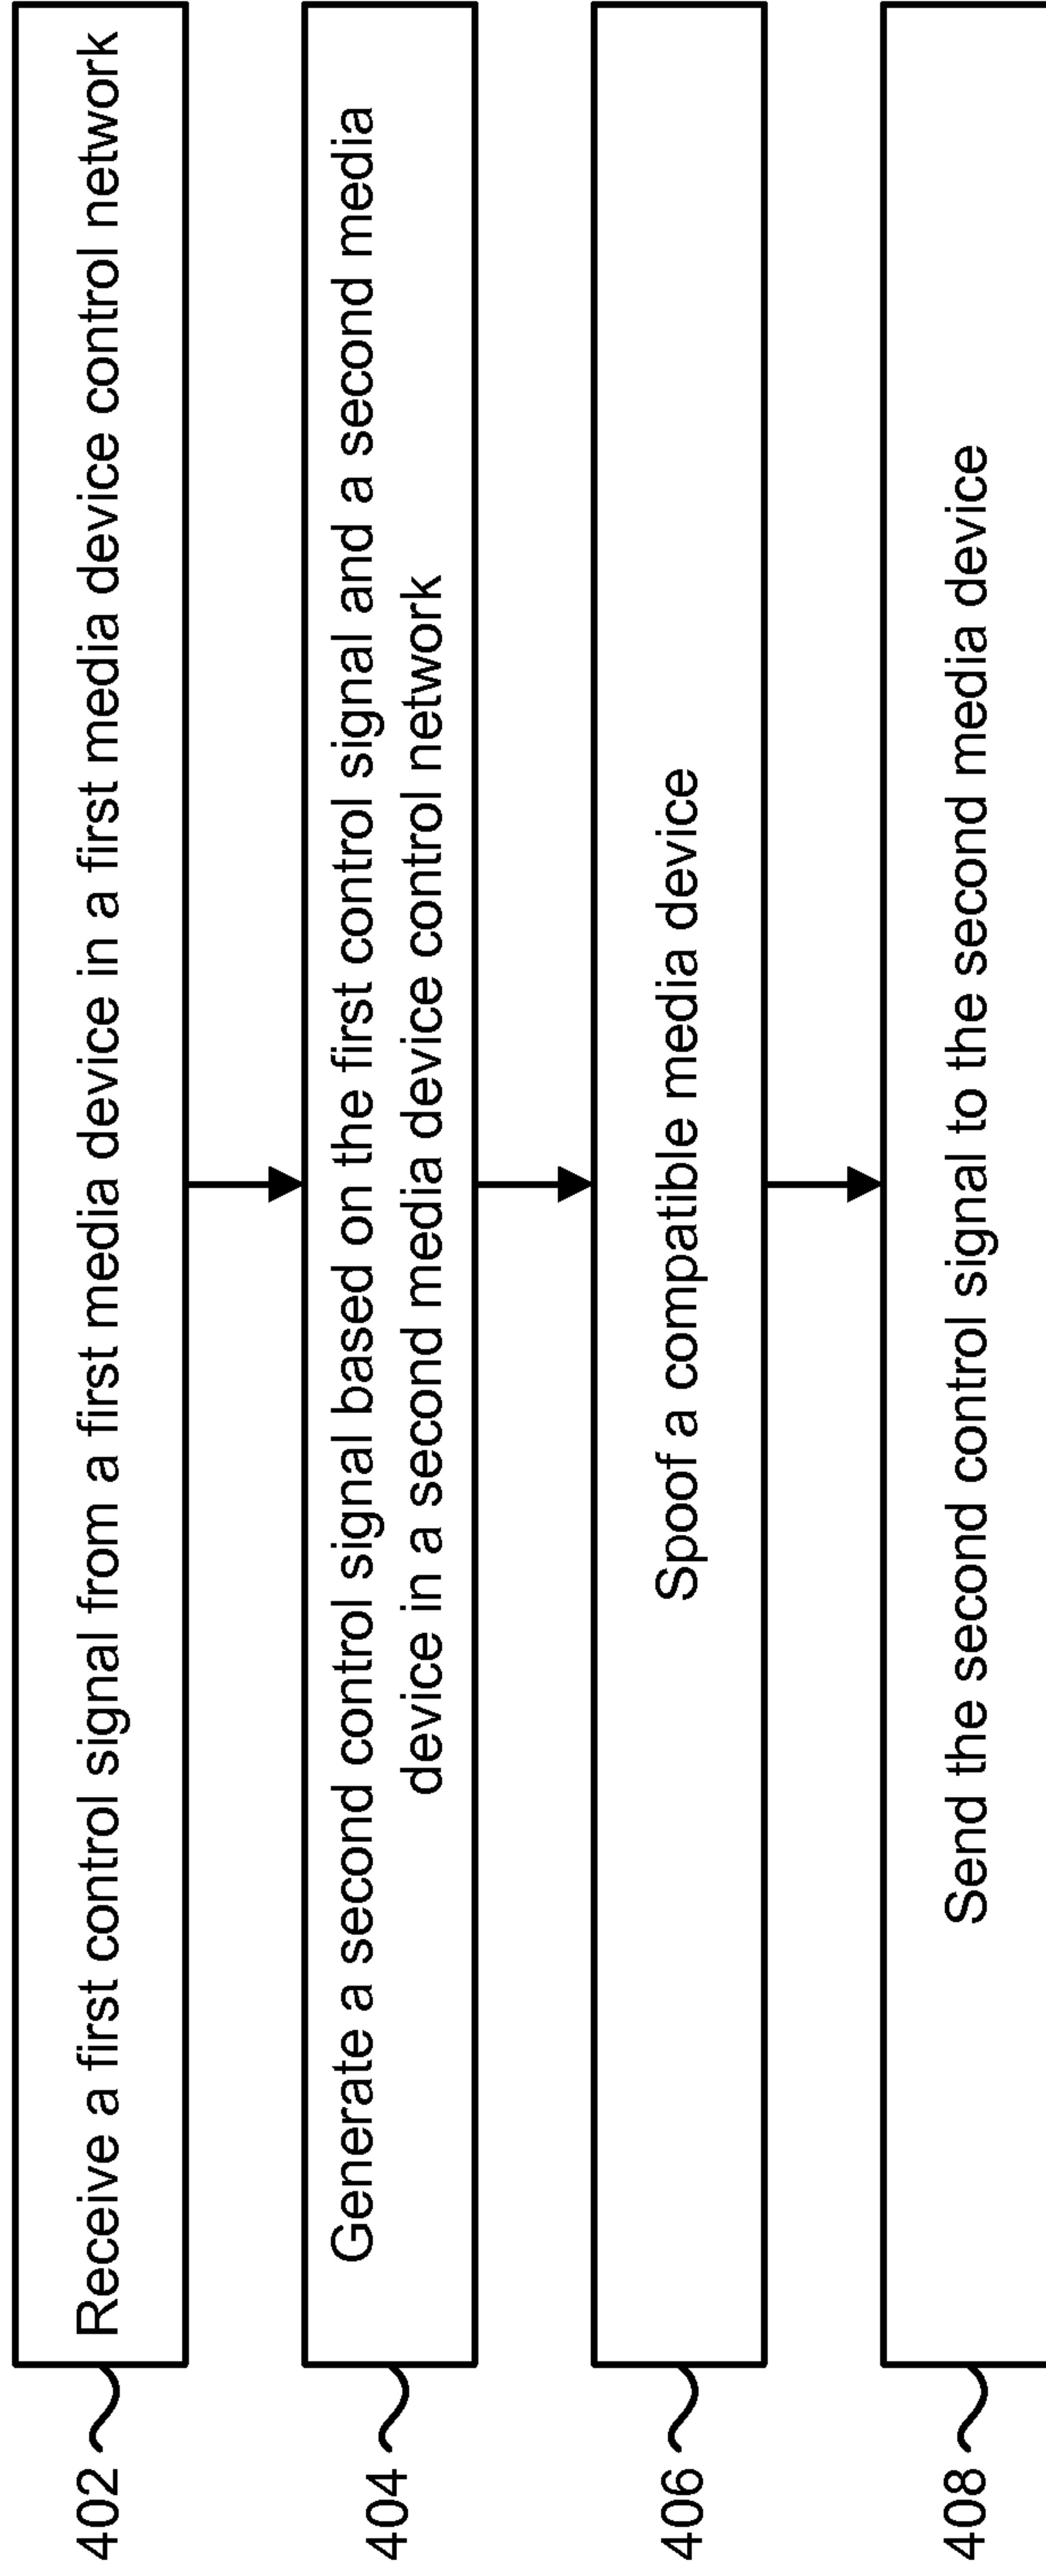 402
Receive a first control signal from a first media device in a first media device control network
404
Generate a second control signal based on the first control signal and a second media
device in a second media device control network
406
Spoof a compatible media device
408
Send the second control signal to the second media device